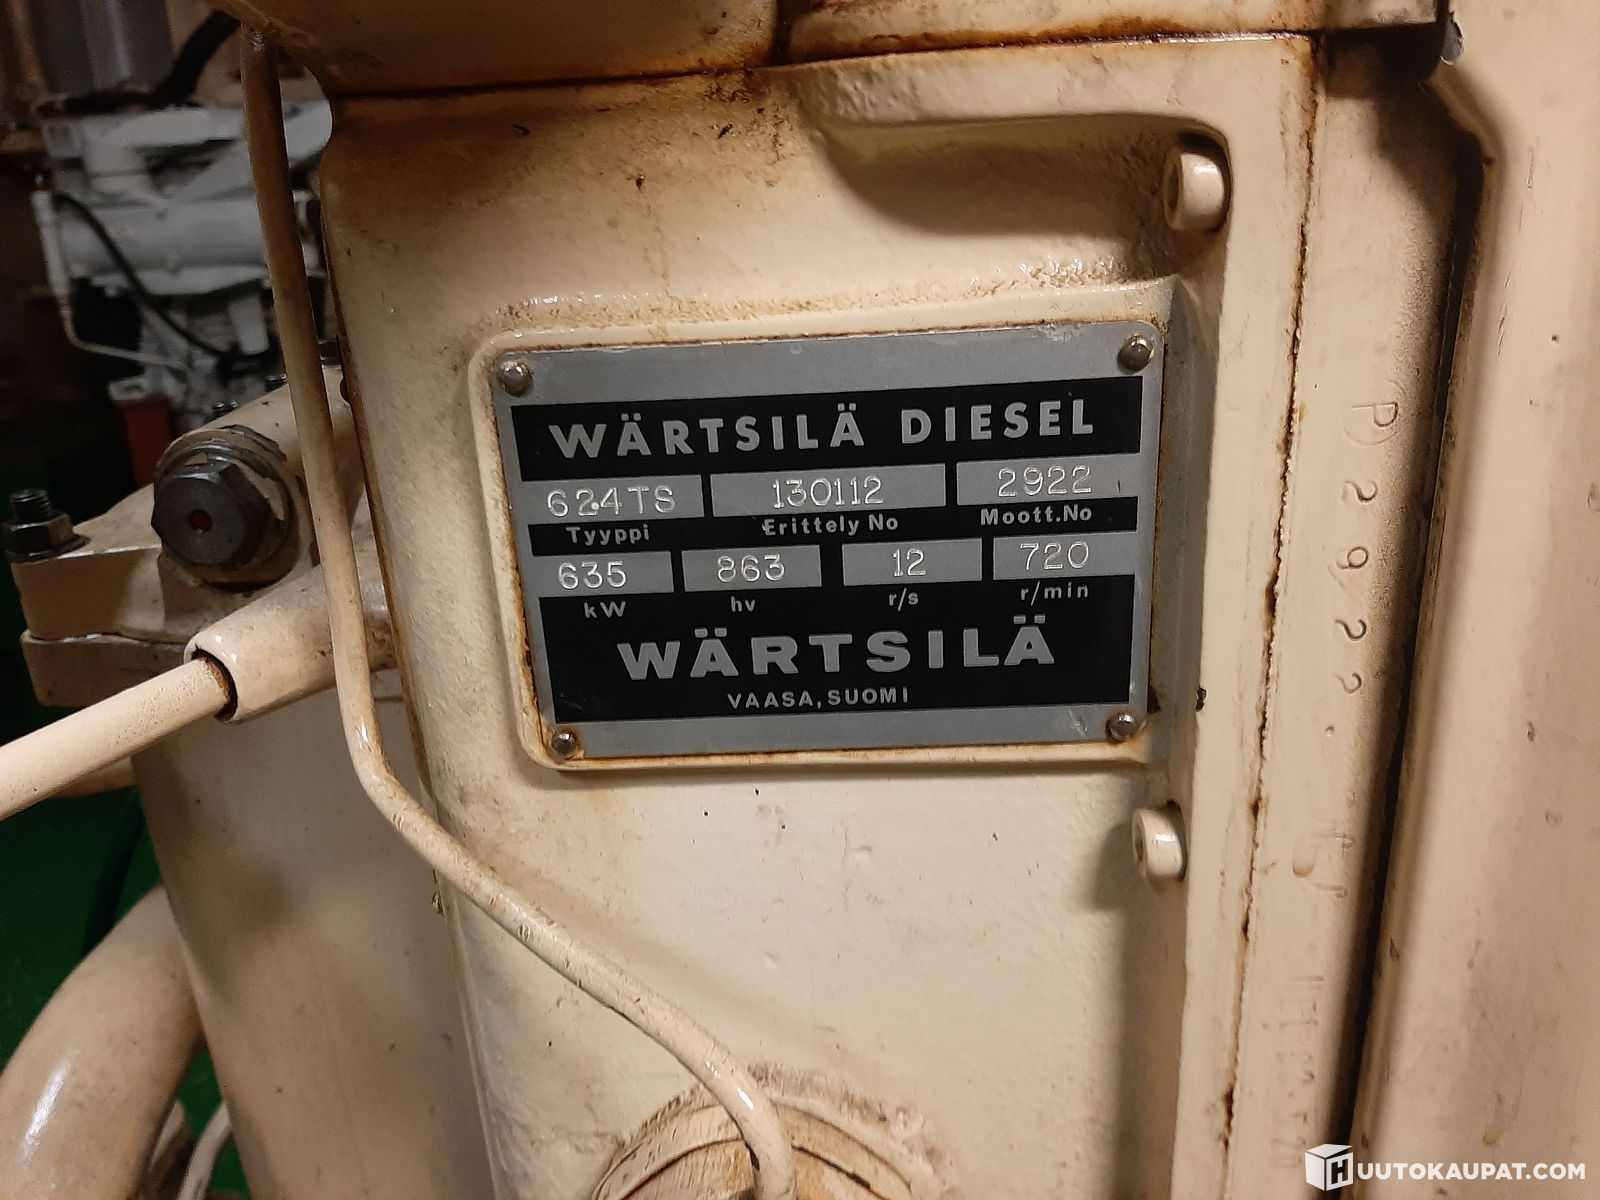 WÄRTSILÄ DIESEL
624TS 130112 2922
Tyyppi Erittely No Moott.No
635 863 12 720
kW hv r/s r/min
WÄRTSILÄ
VAASA, SUOMI
P2922.
HUUTOKAUPAT.COM